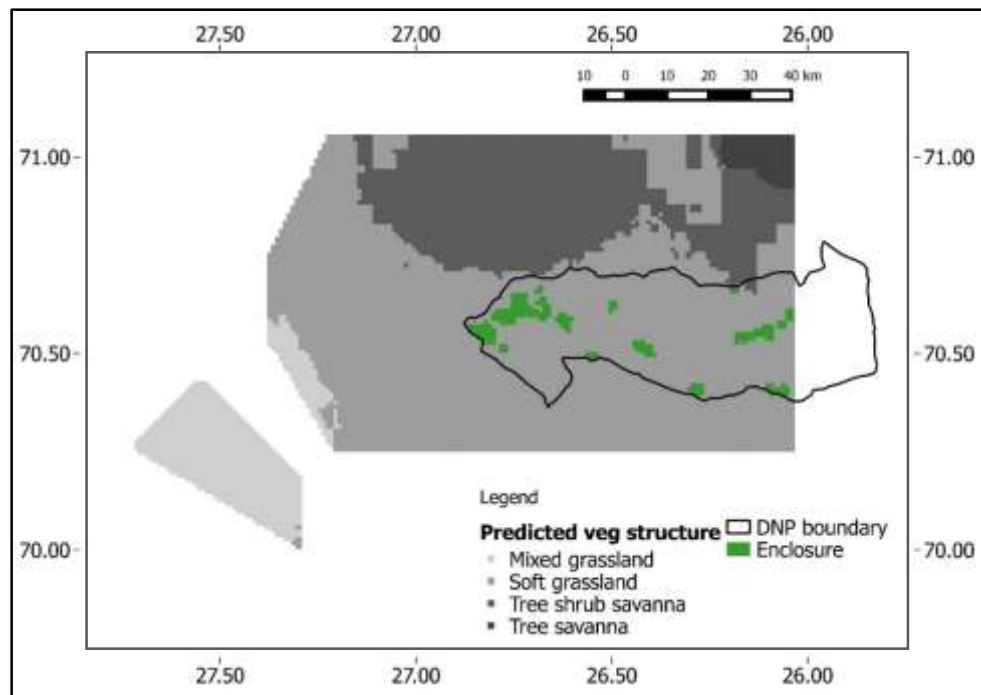 27.50 27.00 26.50 26.00
10 0 10 20 30 40 km
71.00 71.00
70.50 70.50
Legend
Predicted veg structure
DNP boundary
Mixed grassland
Enclosure
Soft grassland
Tree shrub savanna
Tree savanna
70.00 70.00
27.50 27.00 26.50 26.00